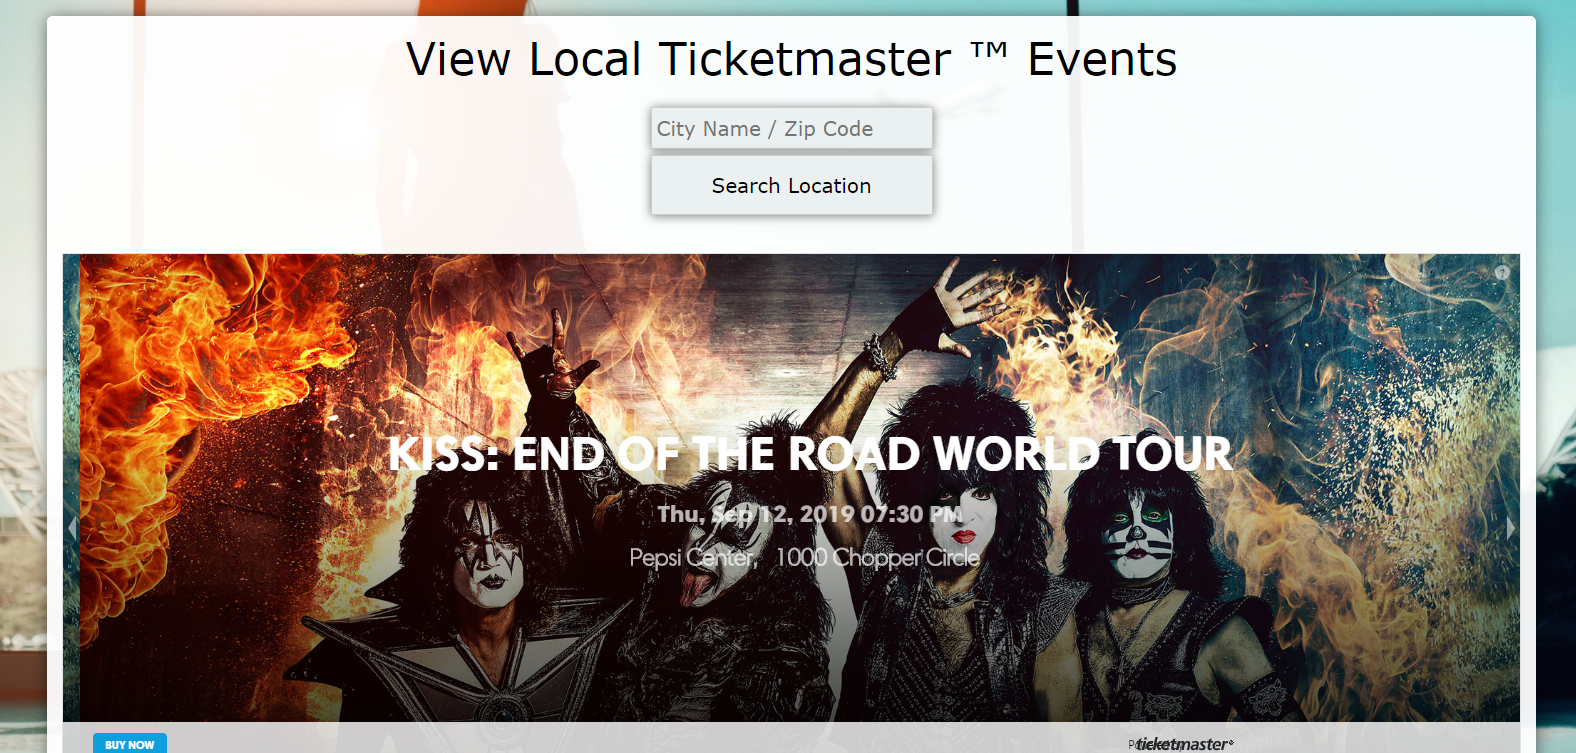 View Local Ticketmaster ™ Events
City Name / Zip Code
Search Location
KISS: END OF THE ROAD WORLD TOUR
Thu, Sep 12, 2019 07:30 PM
Pepsi Center, 1000 Chopper Circle
BUY NOW
ticketmaster®